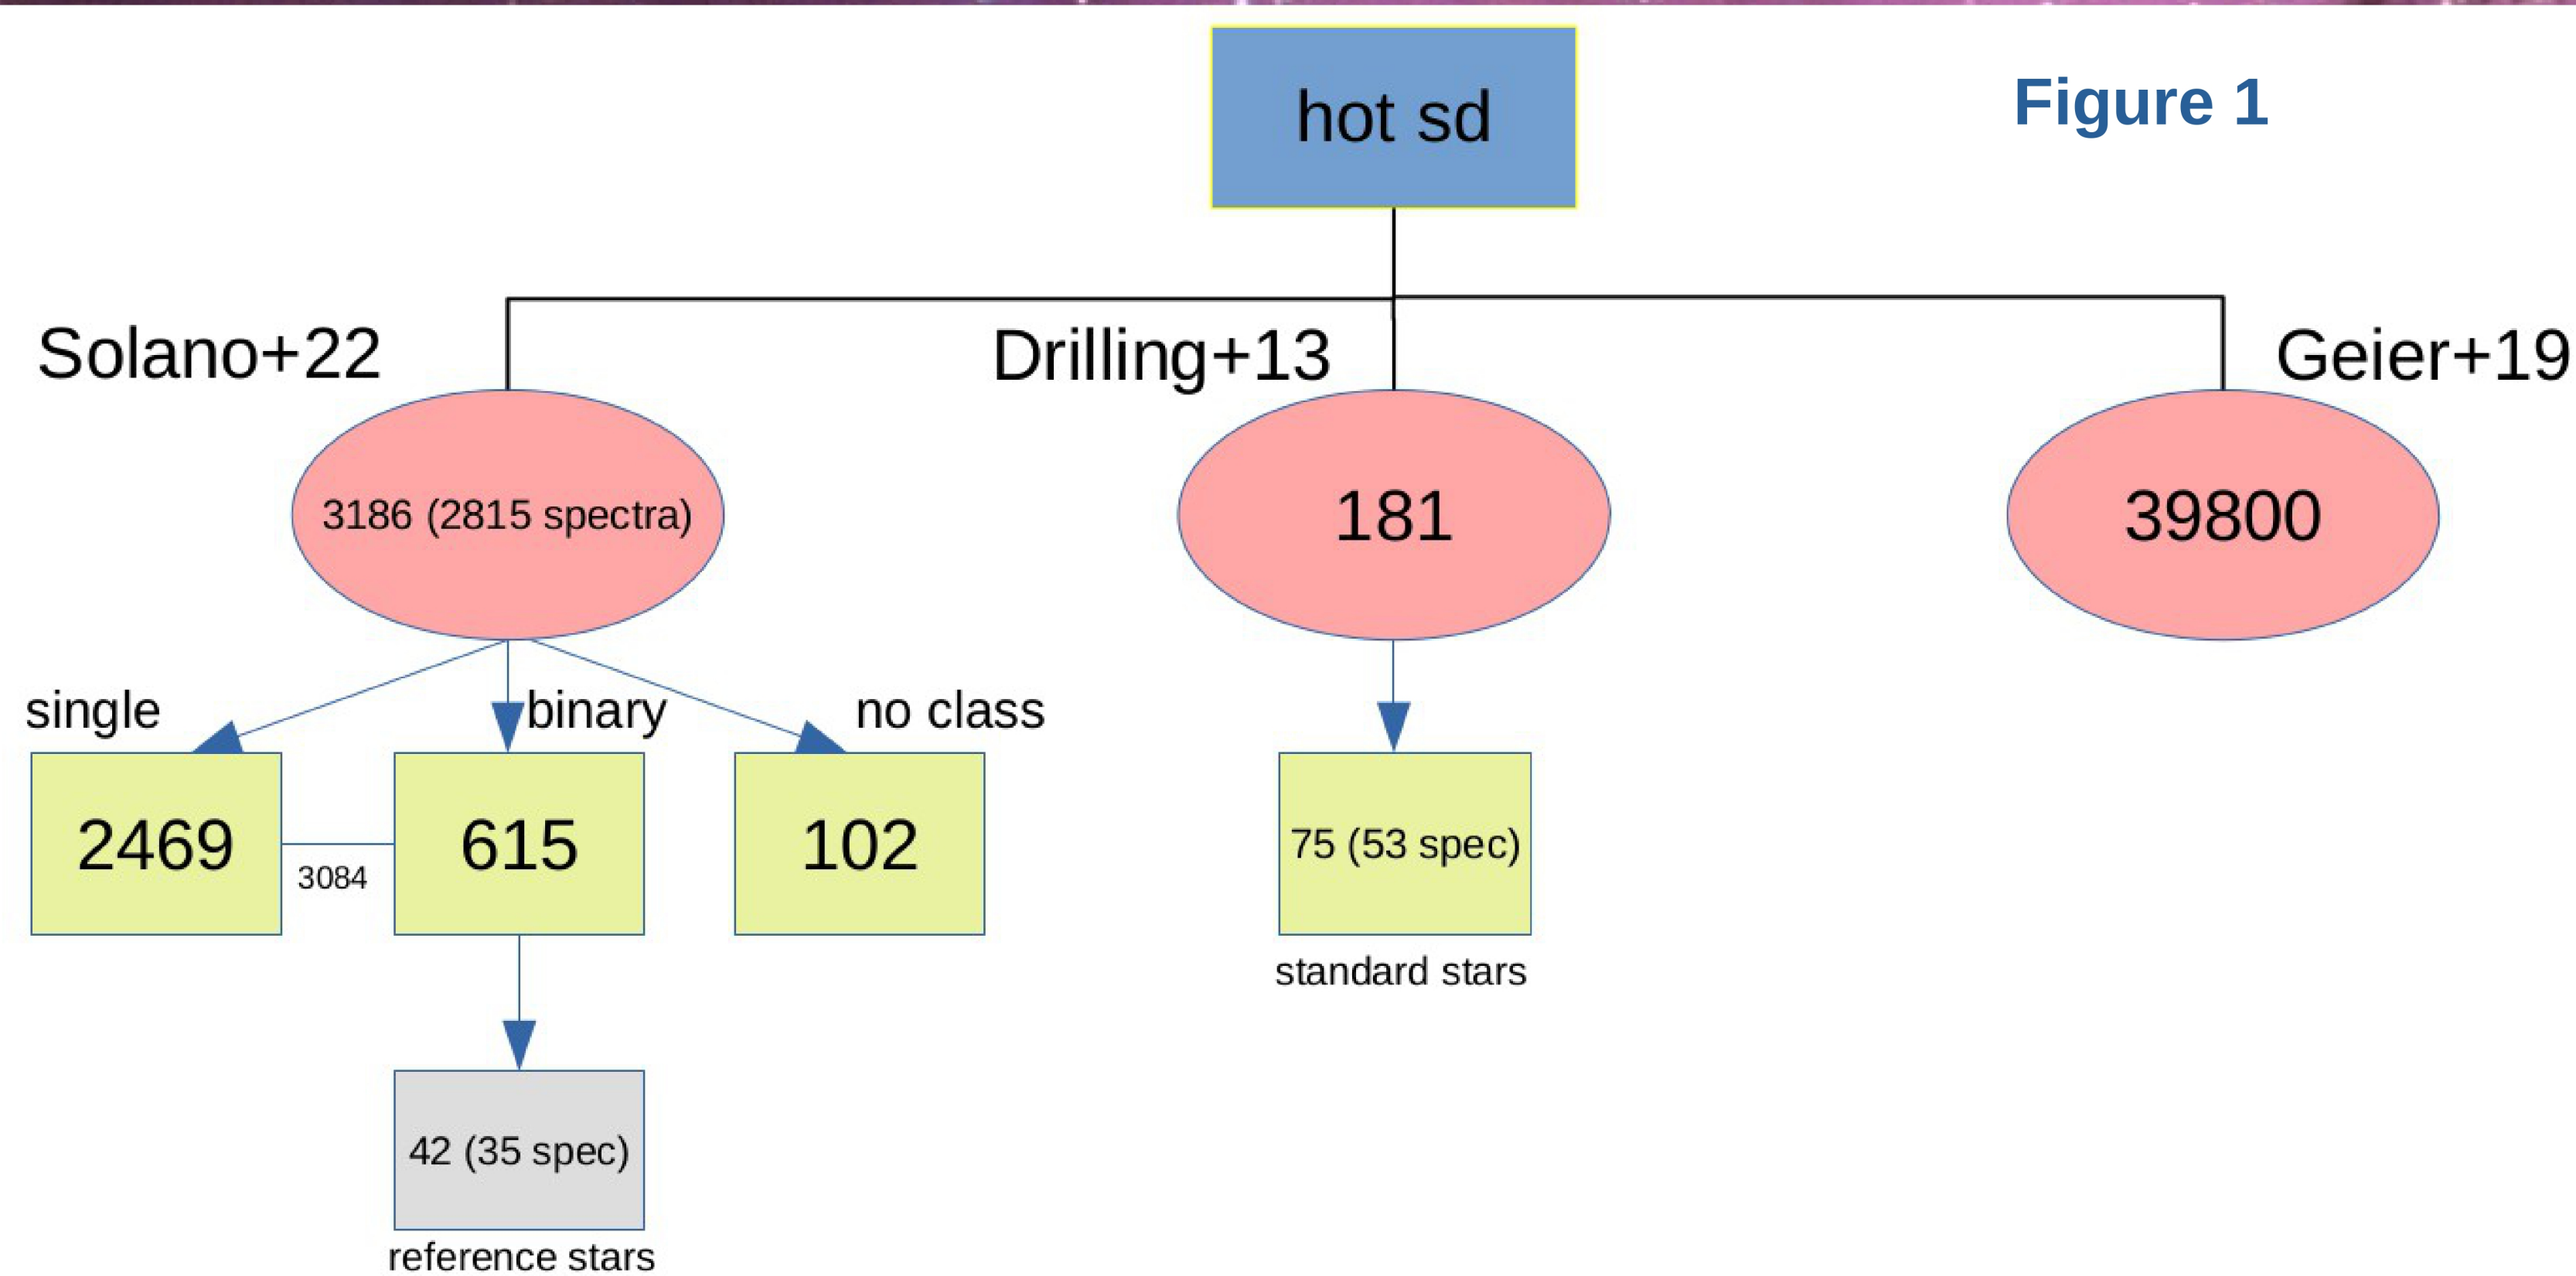 hot sd
Figure 1
Solano+22
Drilling+13
Geier+19
3186 (2815 spectra)
181
39800
single
binary
no class
2469
3084
615
102
75 (53 spec)
standard stars
42 (35 spec)
reference stars